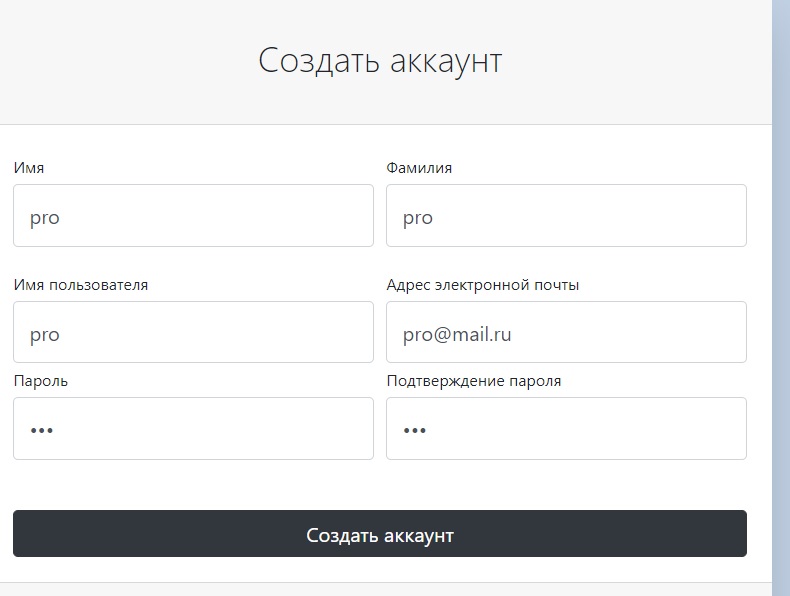 Создать аккаунт
Имя Фамилия
pro pro
Имя пользователя Адрес электронной почты
pro pro@mail.ru
Пароль Подтверждение пароля
••• •••
Создать аккаунт